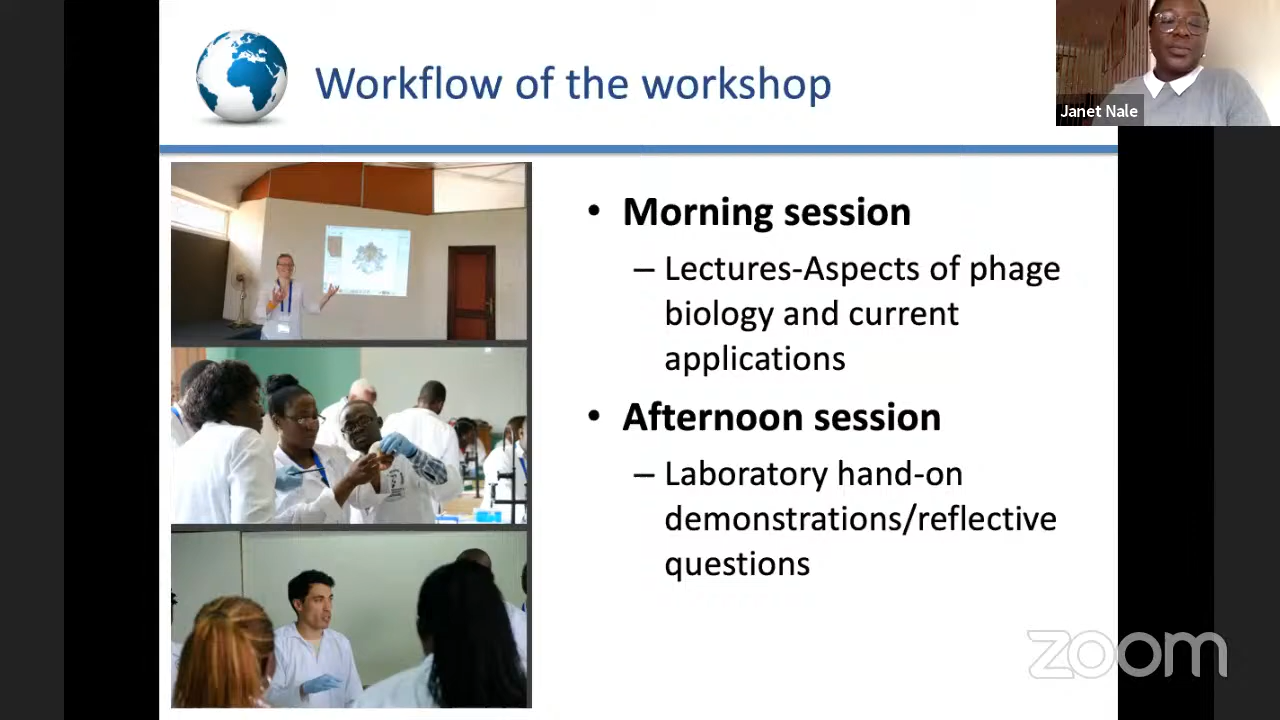 Workflow of the workshop
Janet Nale
• Morning session
– Lectures-Aspects of phage
biology and current
applications
• Afternoon session
– Laboratory hand-on
demonstrations/reflective
questions
zoom